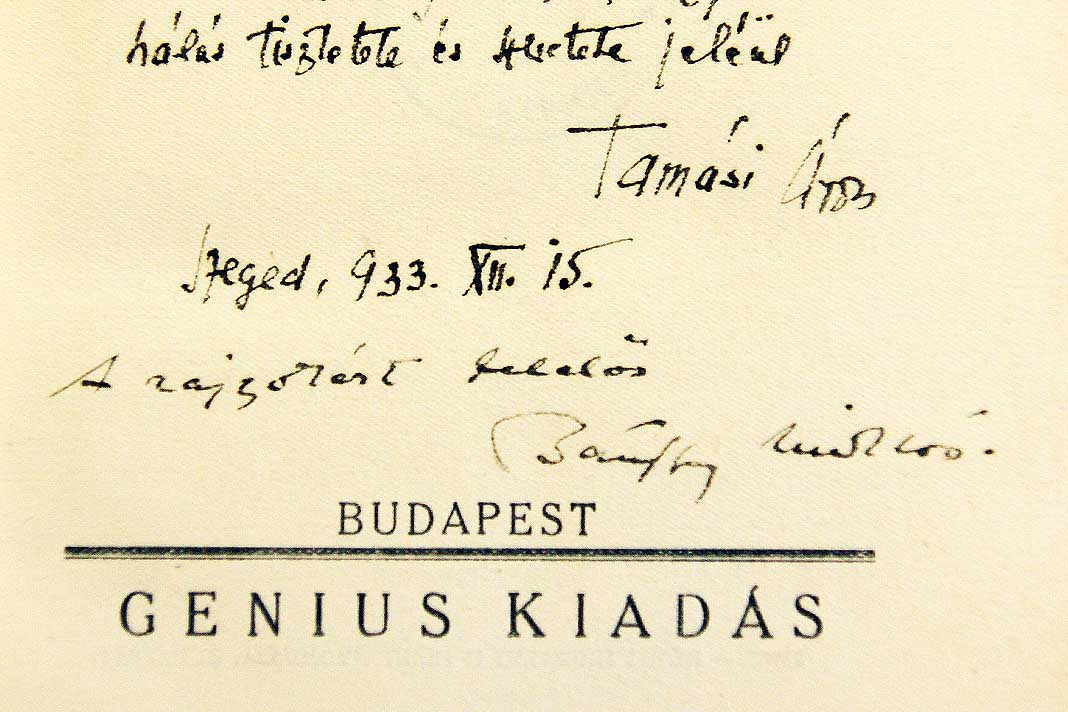 hálás tisztelete és szeretete jeléül
Tamási Áron
Szeged, 933. XII. 15.
A rajzokért felelős
Bánffy Miklós.
BUDAPEST
GENIUS KIADÁS